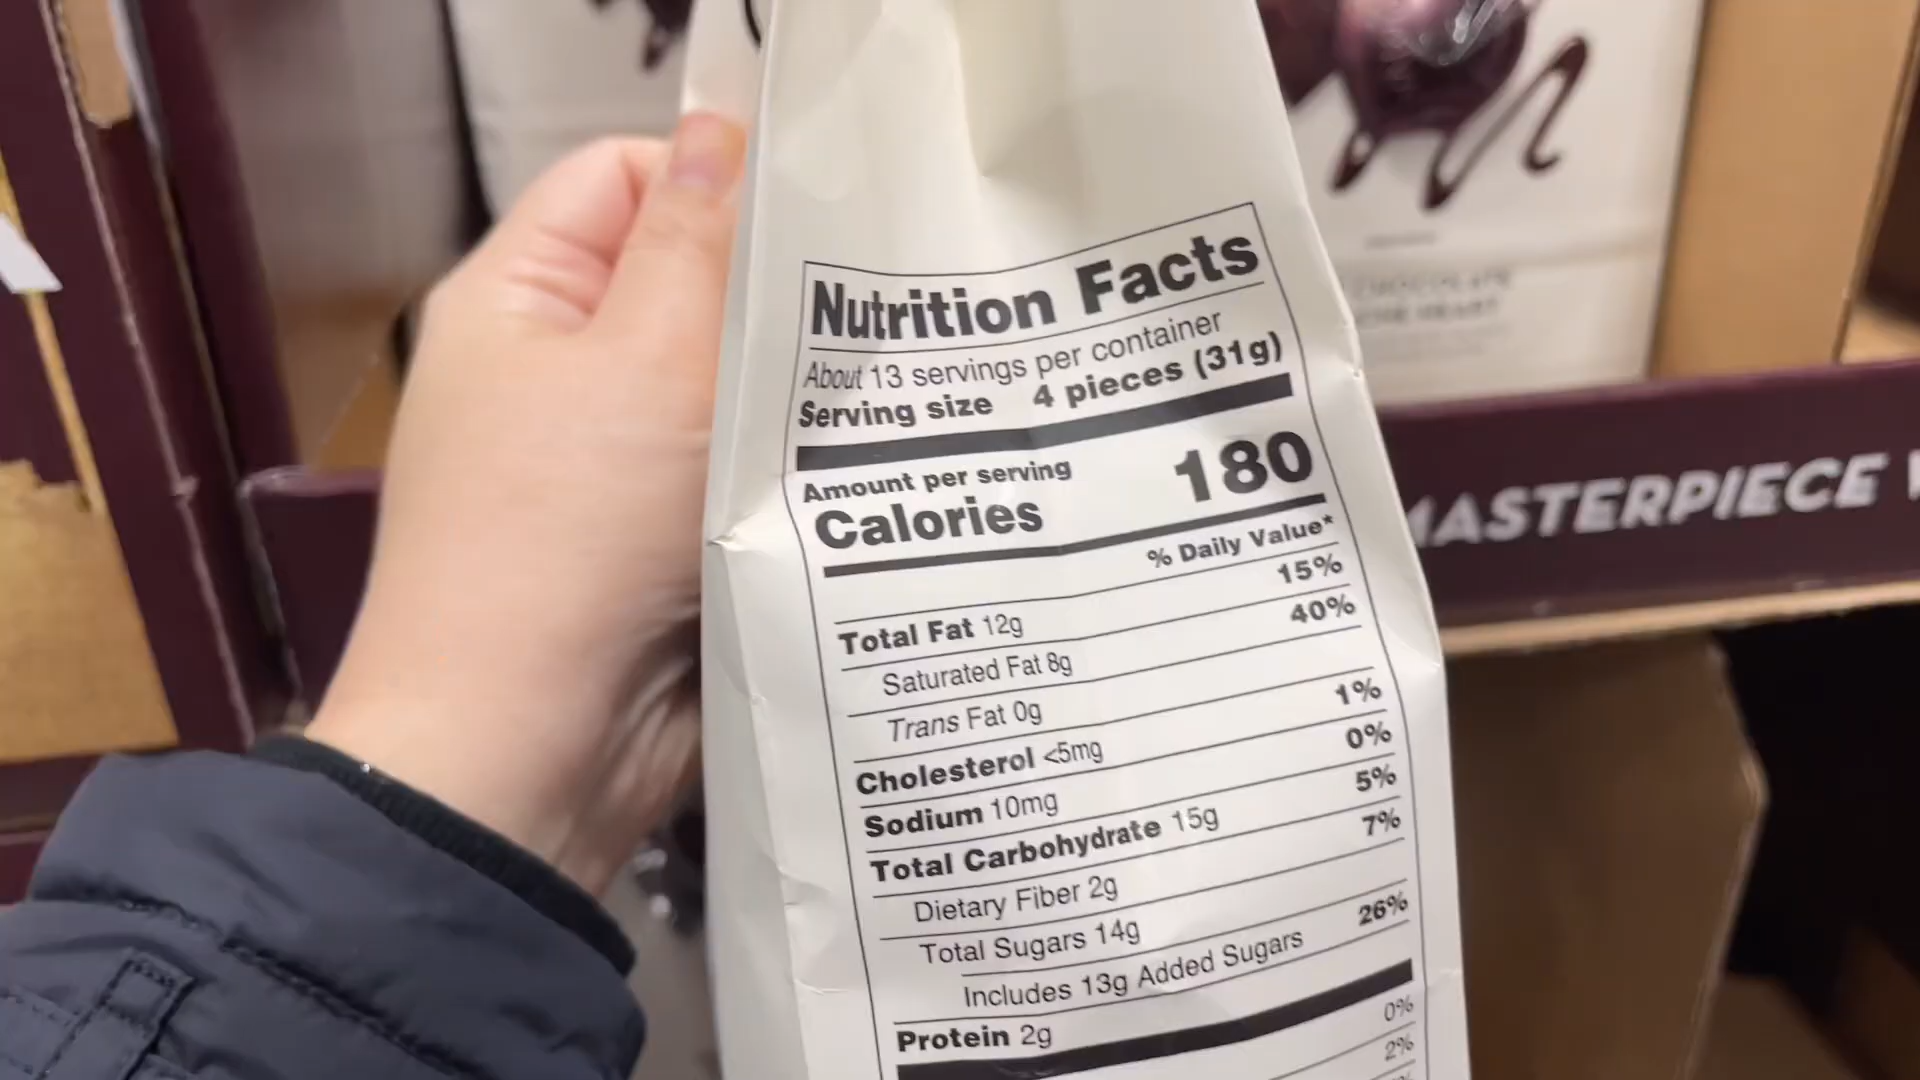 Nutrition Facts
About 13 servings per container
Serving size 4 pieces (31g)
Amount per serving
Calories 180
% Daily Value*
Total Fat 12g 15%
Saturated Fat 8g 40%
Trans Fat 0g
Cholesterol <5mg 1%
Sodium 10mg 0%
Total Carbohydrate 15g 5%
Dietary Fiber 2g 7%
Total Sugars 14g
Includes 13g Added Sugars 26%
Protein 2g
0%
2%
CHOCOLATE
MASTERPIECE